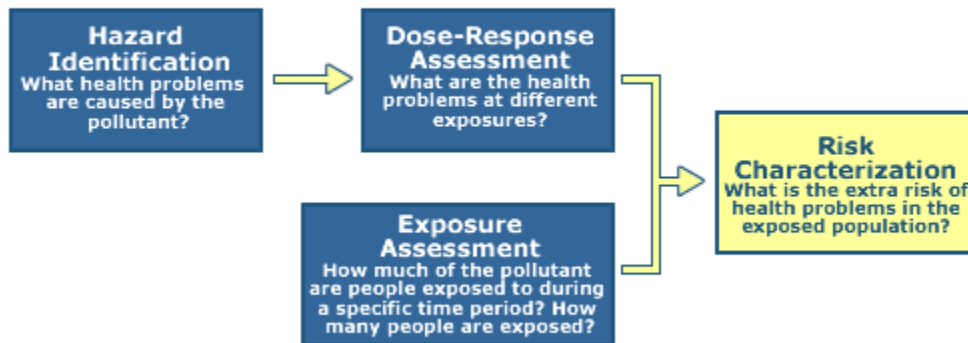 Hazard
Identification
What health problems
are caused by the
pollutant?
Dose-Response
Assessment
What are the health
problems at different
exposures?
Exposure
Assessment
How much of the pollutant
are people exposed to during
a specific time period? How
many people are exposed?
Risk
Characterization
What is the extra risk of
health problems in the
exposed population?